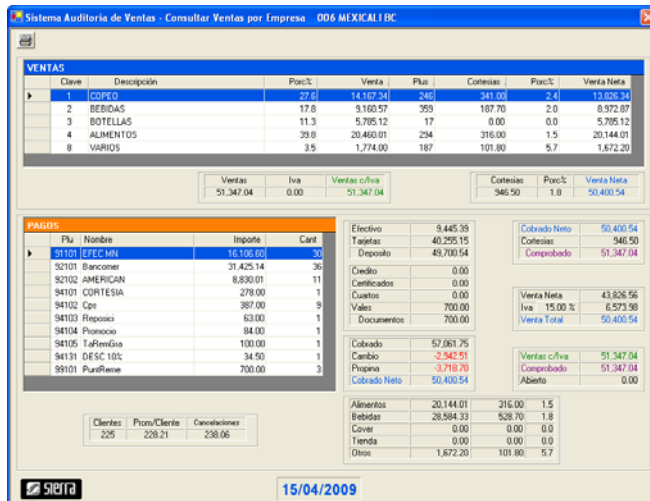 Sistema Auditoria de Ventas - Consultar Ventas por Empresa 006 MEXICALI BC
VENTAS
Clave Descripción Porc% Venta Plus Cortesias Porc% Venta Neta
1 COPEO 27.6 14,167.34 246 341.00 2.4 13,826.34
2 BEBIDAS 17.8 9,160.57 359 187.70 2.0 8,972.87
3 BOTELLAS 11.3 5,785.12 17 0.00 0.0 5,785.12
4 ALIMENTOS 39.8 20,460.01 294 316.00 1.5 20,144.01
8 VARIOS 3.5 1,774.00 187 101.80 5.7 1,672.20
Ventas Iva Ventas c/Iva Cortesias Porc% Venta Neta
51,347.04 0.00 51,347.04 946.50 1.8 50,400.54
PAGOS
Plu Nombre Importe Cant
91101 EFEC MN 16,106.60 30
92101 Bancomer 31,425.14 36
92102 AMERICAN 8,830.01 11
94101 CORTESIA 278.00 1
94102 Cps 387.00 9
94103 Reposici 63.00 1
94104 Promocio 84.00 1
94105 TaRemGra 100.00 1
94131 DESC 10% 34.50 1
99101 PuntReme 700.00 3
Clientes Prom/Cliente Cancelaciones
225 228.21 238.06
Efectivo 9,445.39
Tarjetas 40,255.15
Deposito 49,700.54
Credito 0.00
Certificados 0.00
Cuartos 0.00
Vales 700.00
Documentos 700.00
Cobrado 57,061.75
Cambio -2,942.51
Propina -3,718.70
Cobrado Neto 50,400.54
Cobrado Neto 50,400.54
Cortesias 946.50
Comprobado 51,347.04
Venta Neta 43,826.56
Iva 15.00 % 6,573.98
Venta Total 50,400.54
Ventas c/Iva 51,347.04
Comprobado 51,347.04
Abierto 0.00
Alimentos 20,144.01 316.00 1.5
Bebidas 28,584.33 528.70 1.8
Cover 0.00 0.00 0.0
Tienda 0.00 0.00 0.0
Otros 1,672.20 101.80 5.7
sierra
15/04/2009